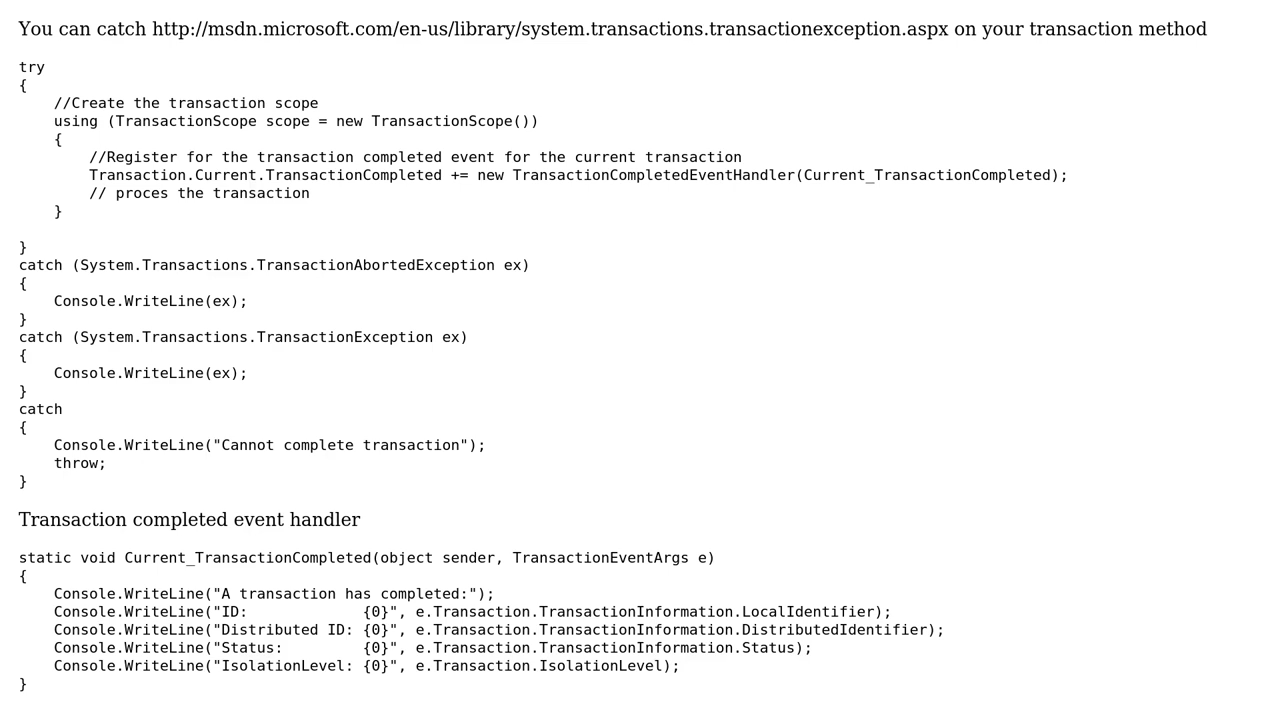 You can catch http://msdn.microsoft.com/en-us/library/system.transactions.transactionexception.aspx on your transaction method
try
{
    //Create the transaction scope
    using (TransactionScope scope = new TransactionScope())
    {
        //Register for the transaction completed event for the current transaction
        Transaction.Current.TransactionCompleted += new TransactionCompletedEventHandler(Current_TransactionCompleted);
        // proces the transaction
    }
}
catch (System.Transactions.TransactionAbortedException ex)
{
    Console.WriteLine(ex);
}
catch (System.Transactions.TransactionException ex)
{
    Console.WriteLine(ex);
}
catch
{
    Console.WriteLine("Cannot complete transaction");
    throw;
}
Transaction completed event handler
static void Current_TransactionCompleted(object sender, TransactionEventArgs e)
{
    Console.WriteLine("A transaction has completed:");
    Console.WriteLine("ID:             {0}", e.Transaction.TransactionInformation.LocalIdentifier);
    Console.WriteLine("Distributed ID: {0}", e.Transaction.TransactionInformation.DistributedIdentifier);
    Console.WriteLine("Status:         {0}", e.Transaction.TransactionInformation.Status);
    Console.WriteLine("IsolationLevel: {0}", e.Transaction.IsolationLevel);
}